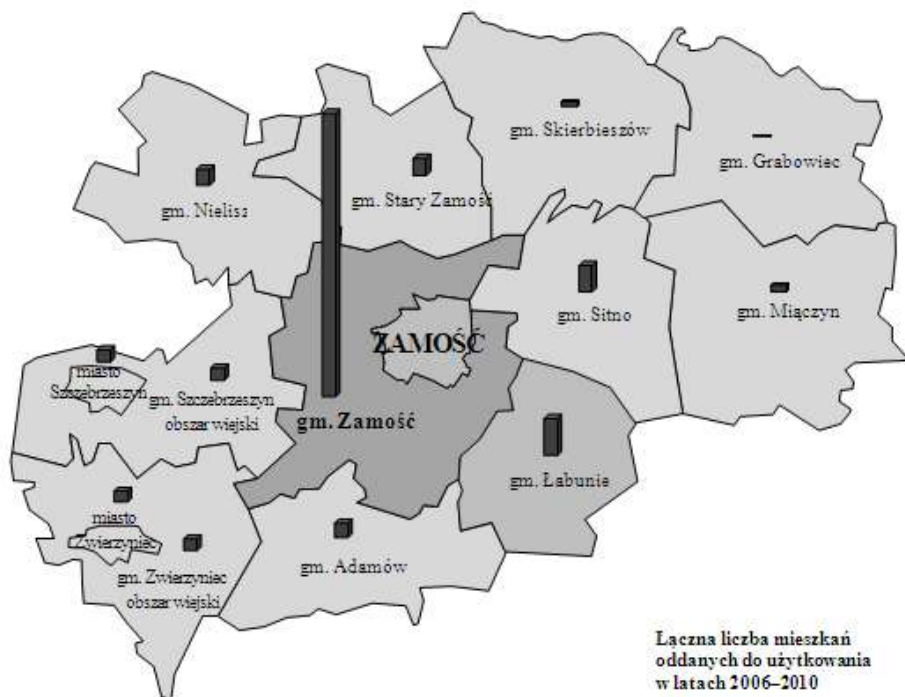 gm. Skierbieszów
gm. Grabowiec
gm. Nielisz
gm. Stary Zamość
gm. Sitno
gm. Miączyn
ZAMOŚĆ
miasto
Szczebrzeszyn
gm. Szczebrzeszyn
obszar wiejski
gm. Zamość
gm. Łabunie
miasto
Zwierzyniec
gm. Zwierzyniec
obszar wiejski
gm. Adamów
Łączna liczba mieszkań
oddanych do użytkowania
w latach 2006–2010